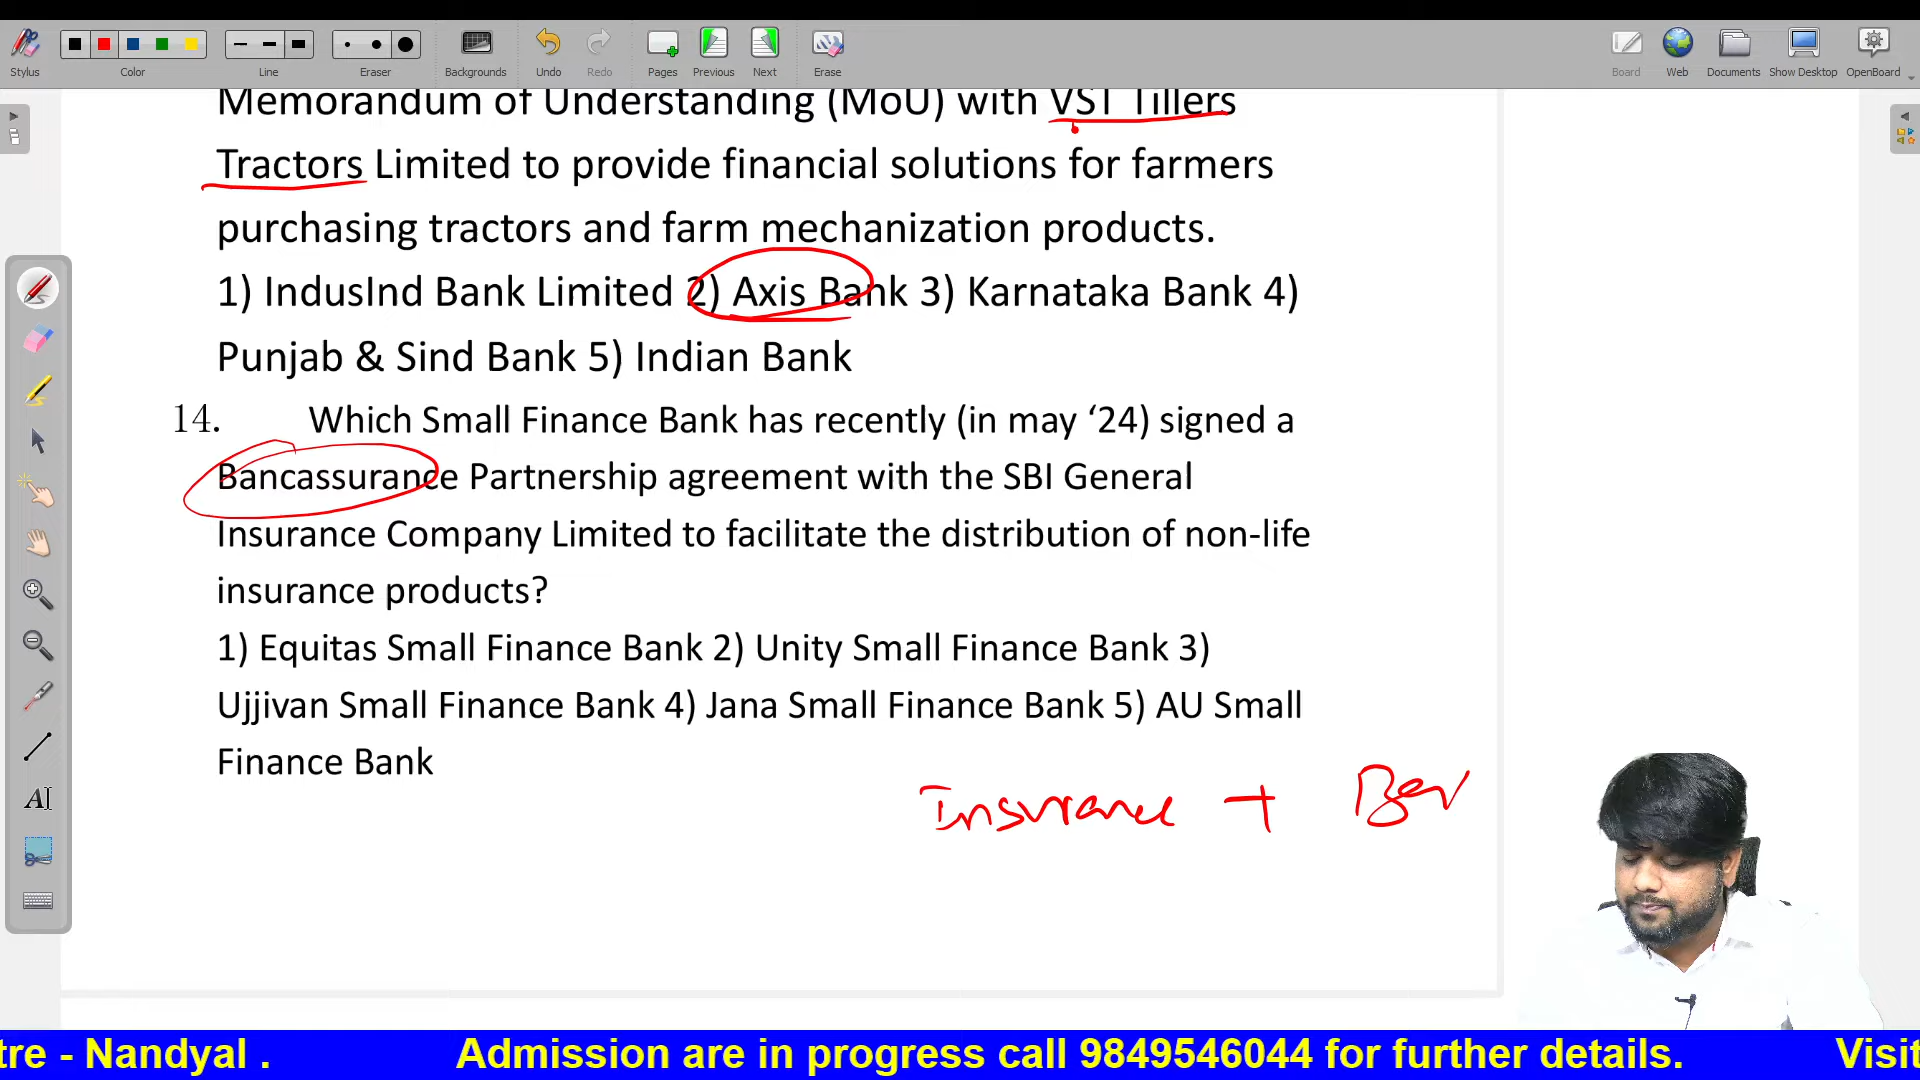 Stylus
Color
Line
Eraser
Backgrounds
Undo
Redo
Pages
Previous
Next
Erase
Board
Web
Documents
Show Desktop
OpenBoard
Memorandum of Understanding (MoU) with VST Tillers
Tractors Limited to provide financial solutions for farmers
purchasing tractors and farm mechanization products.
1) IndusInd Bank Limited 2) Axis Bank 3) Karnataka Bank 4)
Punjab & Sind Bank 5) Indian Bank
14. Which Small Finance Bank has recently (in may ‘24) signed a
Bancassurance Partnership agreement with the SBI General
Insurance Company Limited to facilitate the distribution of non-life
insurance products?
1) Equitas Small Finance Bank 2) Unity Small Finance Bank 3)
Ujjivan Small Finance Bank 4) Jana Small Finance Bank 5) AU Small
Finance Bank
Insurance +
tre - Nandyal . Admission are in progress call 9849546044 for further details. Visit